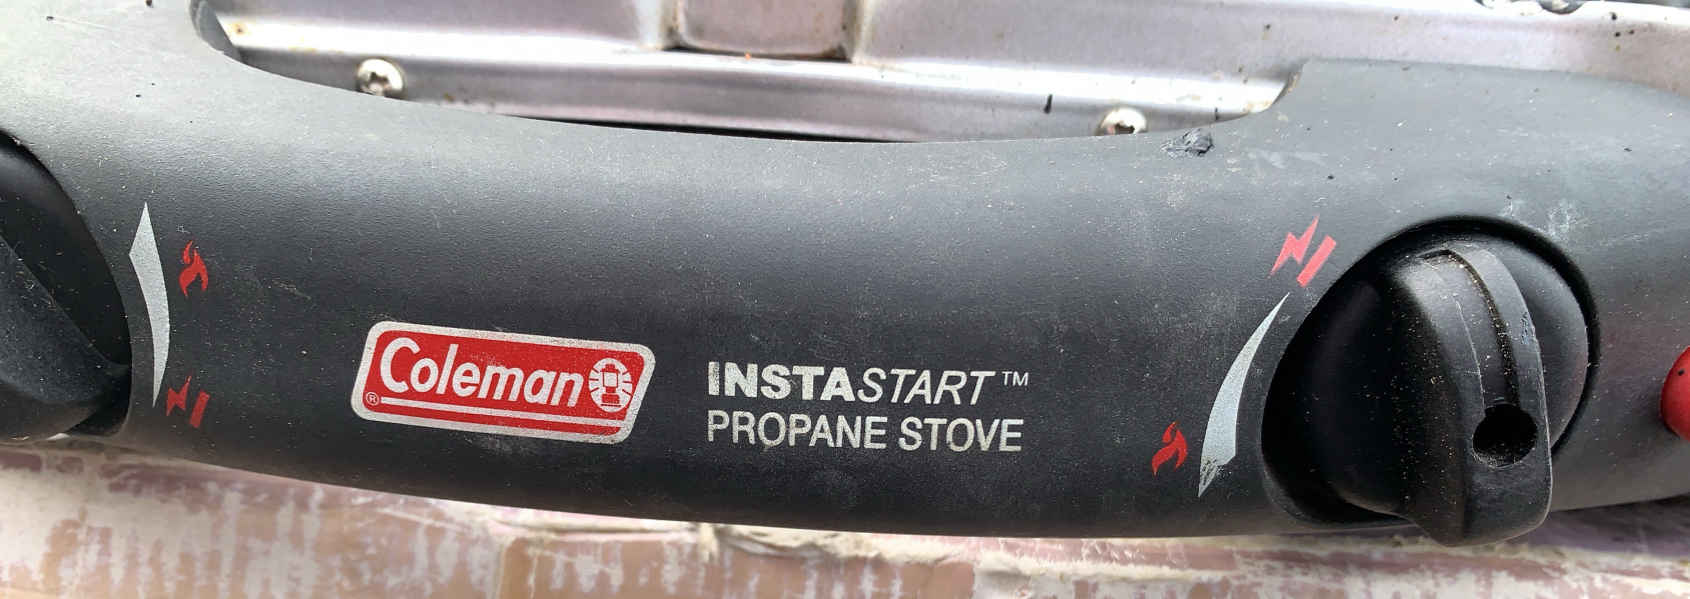 Coleman®
INSTASTART™
PROPANE STOVE